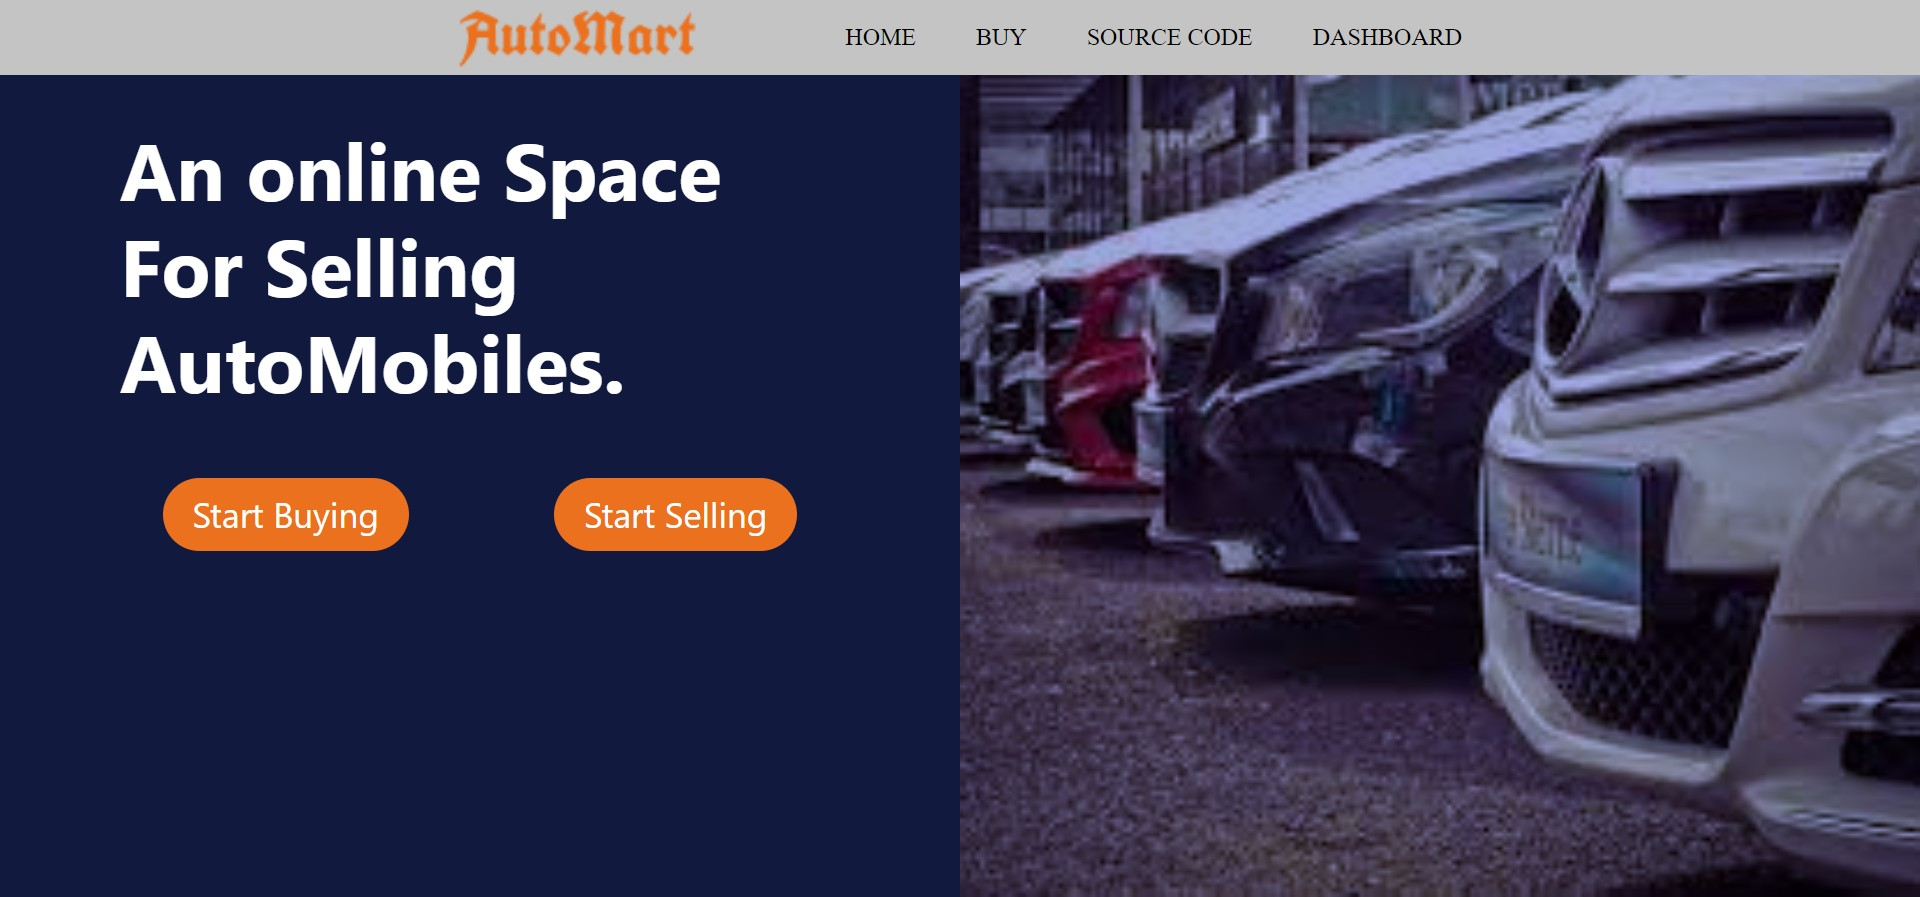 AutoMart
HOME BUY SOURCE CODE DASHBOARD
An online Space
For Selling
AutoMobiles.
Start Buying Start Selling